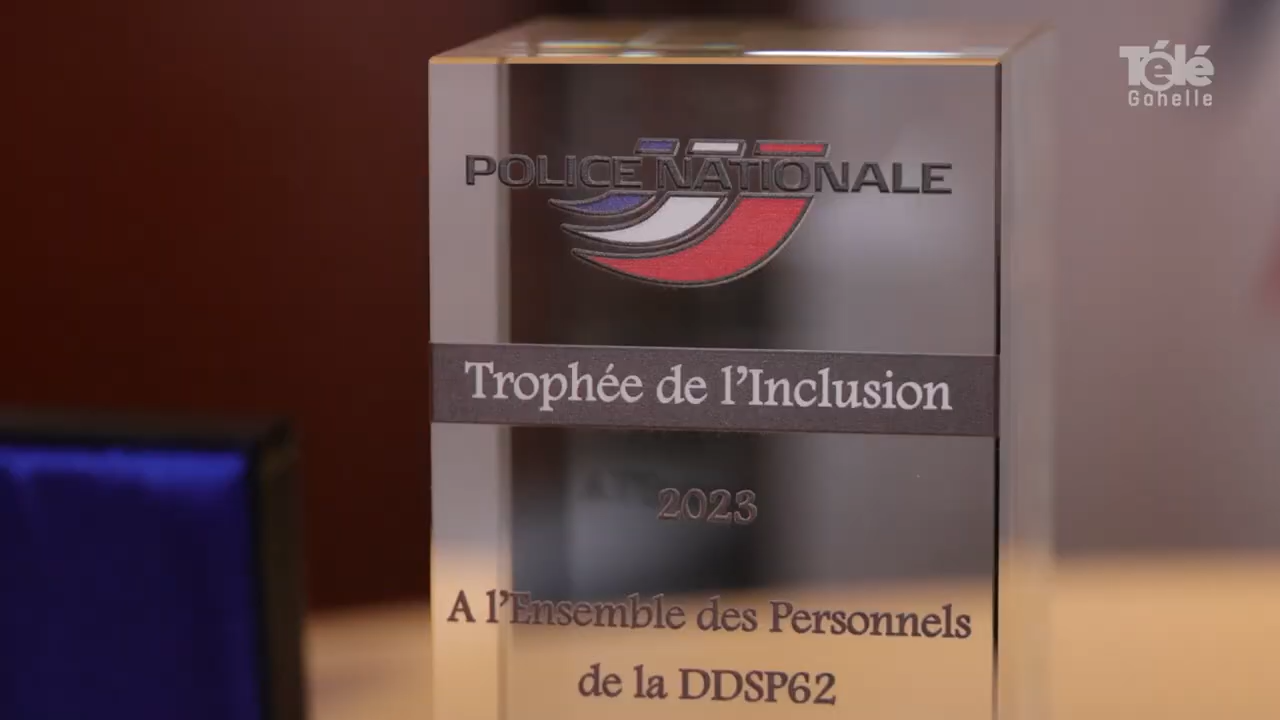 Télé
Gohelle
POLICE NATIONALE
Trophée de l'Inclusion
2023
A l'Ensemble des Personnels
de la DDSP62